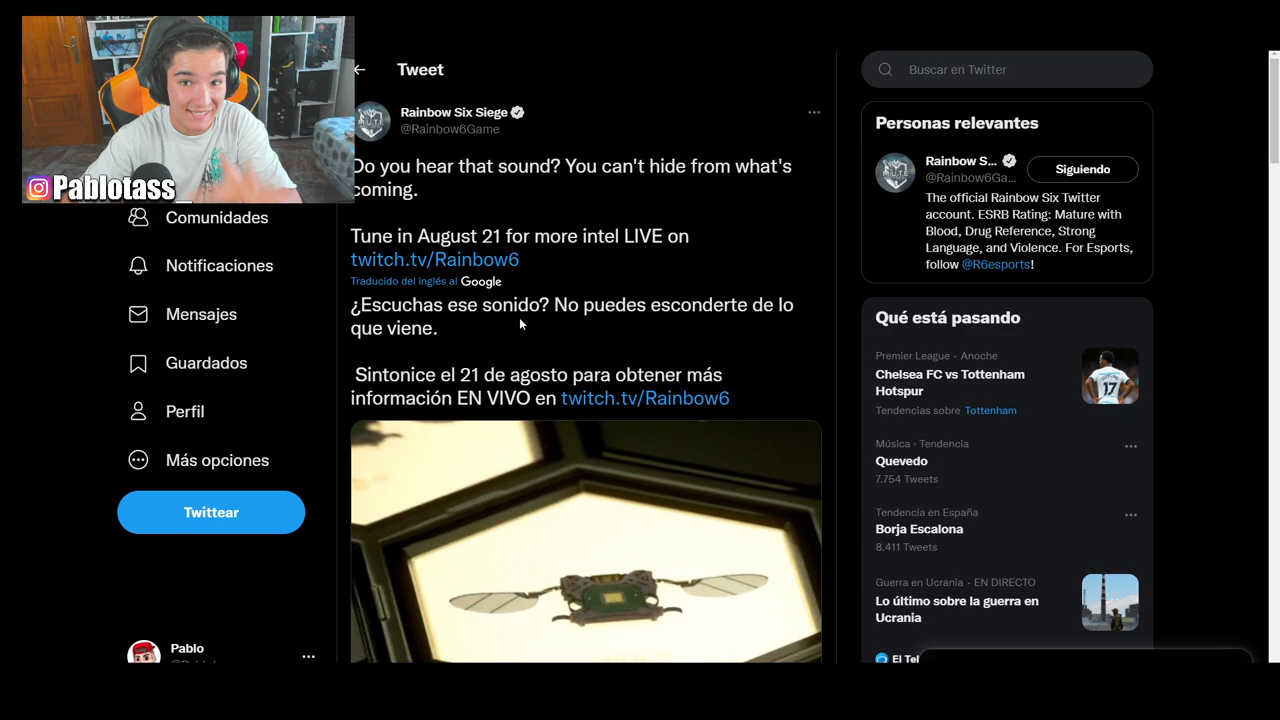 Pablotass_
Tweet
Rainbow Six Siege
@Rainbow6Game
Do you hear that sound? You can't hide from what's
coming.
Tune in August 21 for more intel LIVE on
twitch.tv/Rainbow6
Traducido del inglés al Google
¿Escuchas ese sonido? No puedes esconderte de lo
que viene.
Sintonice el 21 de agosto para obtener más
información EN VIVO en twitch.tv/Rainbow6
Comunidades
Notificaciones
Mensajes
Guardados
Perfil
Más opciones
Twittear
Pablo
Buscar en Twitter
Personas relevantes
Rainbow S...
@Rainbow6Ga...
Siguiendo
The official Rainbow Six Twitter
account. ESRB Rating: Mature with
Blood, Drug Reference, Strong
Language, and Violence. For Esports,
follow @R6esports!
Qué está pasando
Premier League · Anoche
Chelsea FC vs Tottenham
Hotspur
Tendencias sobre Tottenham
17
Música · Tendencia
Quevedo
7.754 Tweets
Tendencia en España
Borja Escalona
8.411 Tweets
Guerra en Ucrania · EN DIRECTO
Lo último sobre la guerra en
Ucrania
El Tel